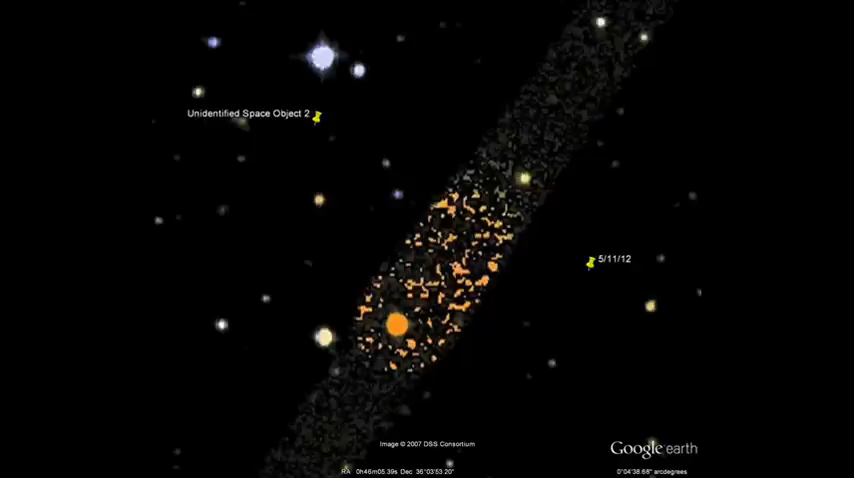 Unidentified Space Object 2
5/11/12
Image © 2007 DSS Consortium
Google earth
RA 0h46m05.39s Dec 36°03'53.20"
0°04'38.68" arcdegrees